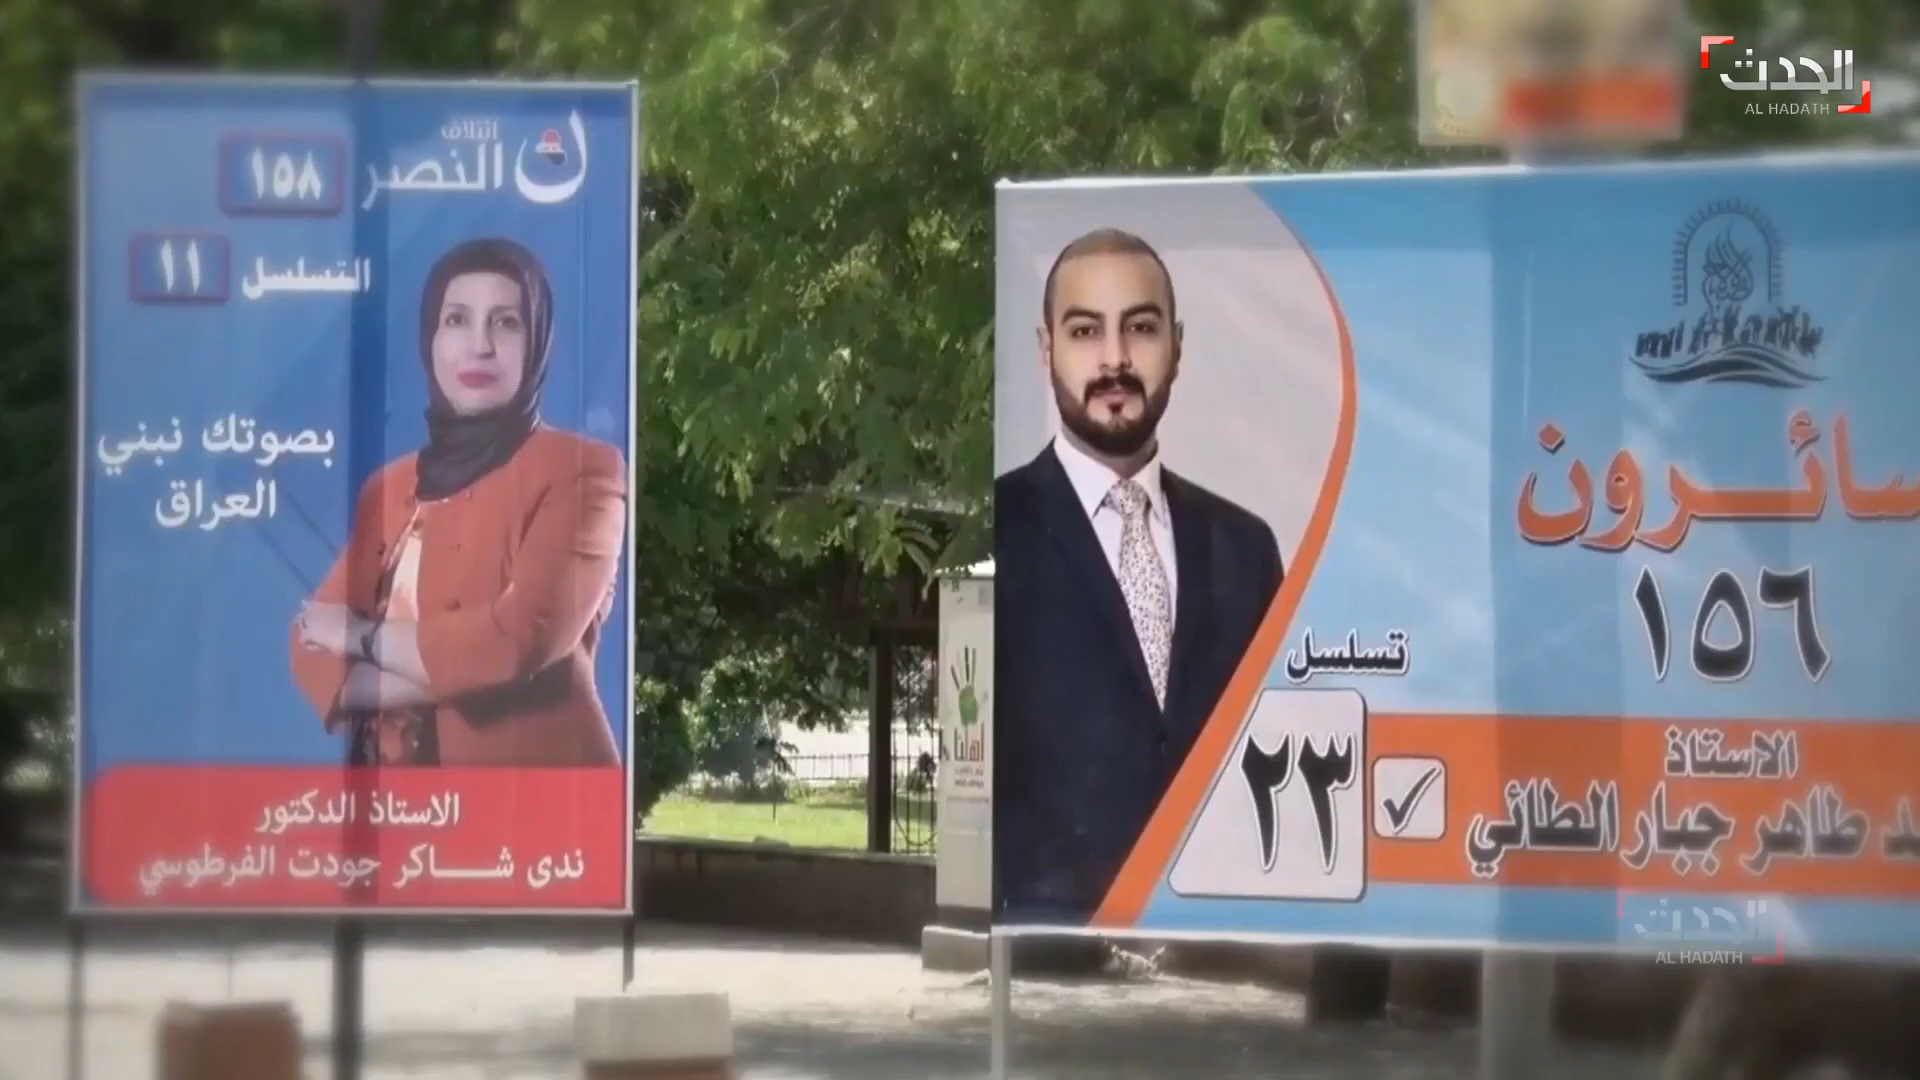 الحدث
AL HADATH
ائتلاف
النصر
١٥٨
التسلسل ١١
بصوتك نبني
العراق
الاستاذ الدكتور
ندى شاكر جودت الفرطوسي
سائرون
١٥٦
تسلسل
٢٣
الاستاذ
طاهر جبار الطائي
أهلنا
الحدث
AL HADATH